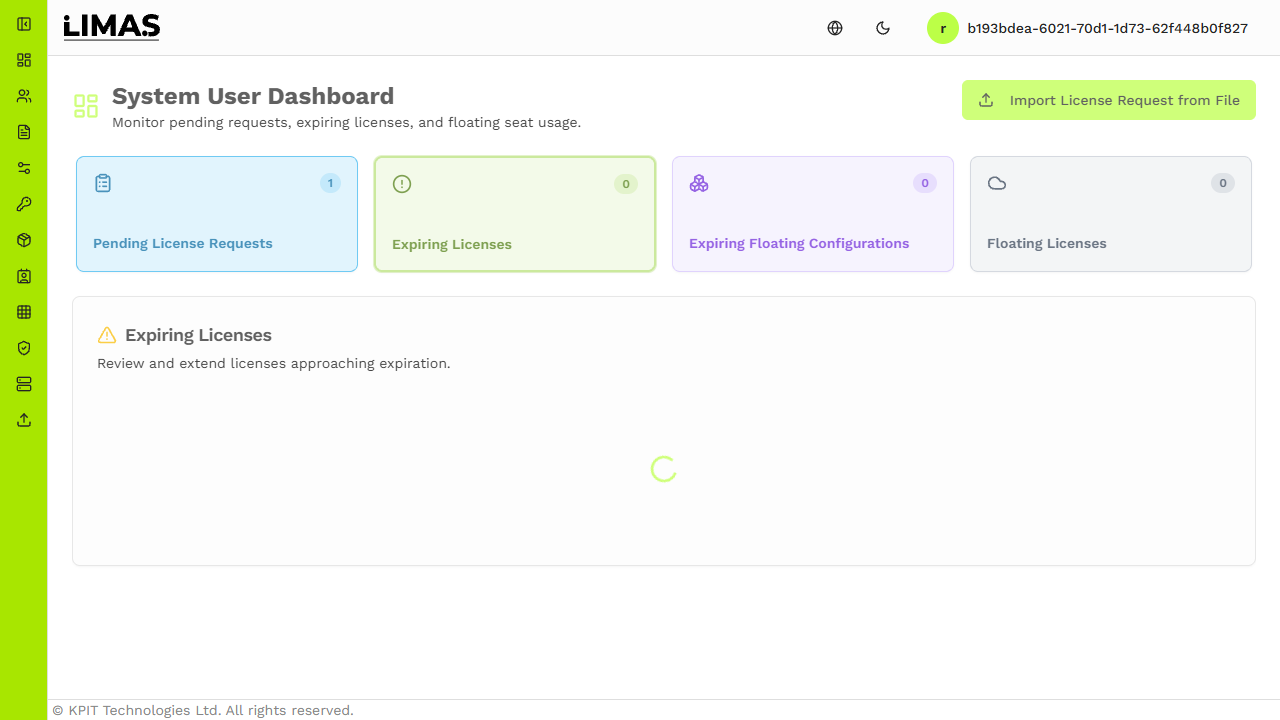 LIMAS
r
b193bdea-6021-70d1-1d73-62f448b0f827
System User Dashboard
Monitor pending requests, expiring licenses, and floating seat usage.
Import License Request from File
1
Pending License Requests
0
Expiring Licenses
0
Expiring Floating Configurations
0
Floating Licenses
Expiring Licenses
Review and extend licenses approaching expiration.
© KPIT Technologies Ltd. All rights reserved.